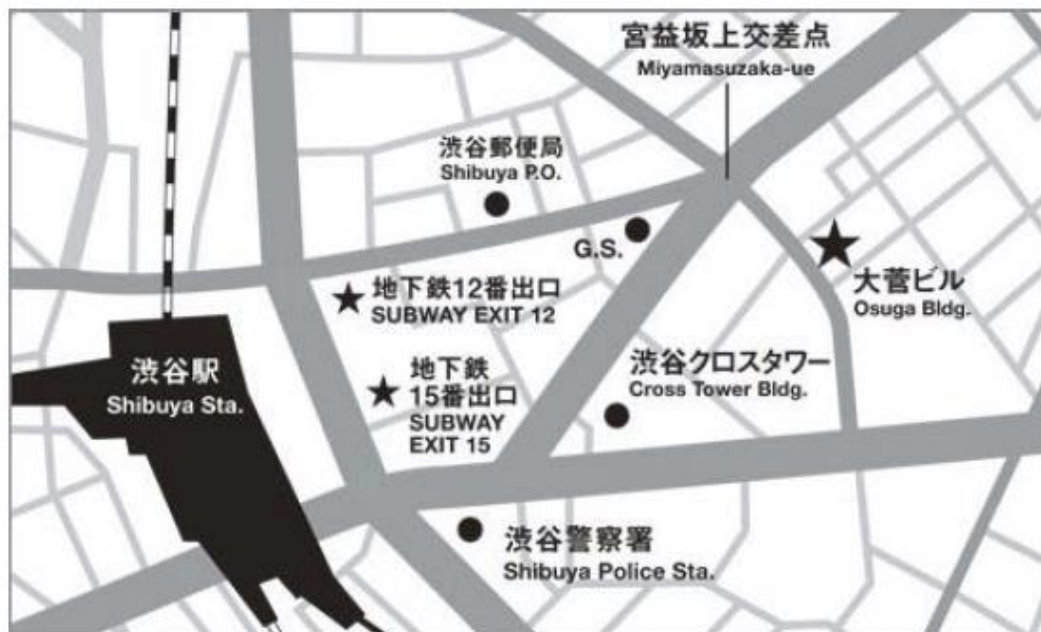 宮益坂上交差点
Miyamasuzaka-ue
渋谷郵便局
Shibuya P.O.
G.S.
地下鉄12番出口
SUBWAY EXIT 12
大菅ビル
Osuga Bldg.
渋谷駅
Shibuya Sta.
地下鉄
15番出口
SUBWAY
EXIT 15
渋谷クロスタワー
Cross Tower Bldg.
渋谷警察署
Shibuya Police Sta.